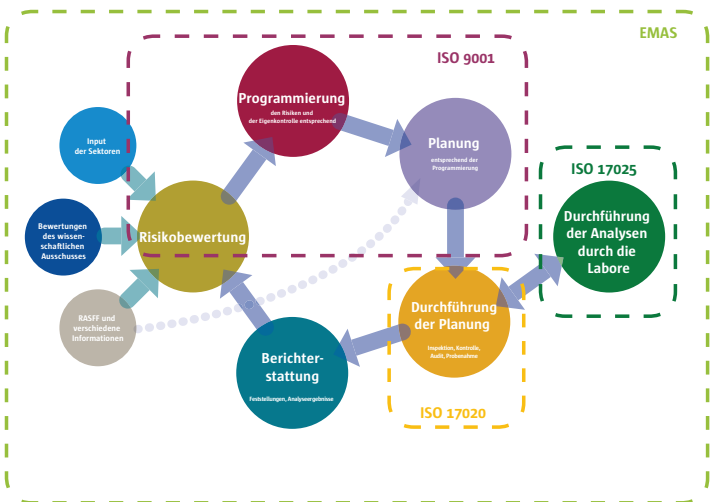 EMAS
ISO 9001
Programmierung
den Risiken und
der Eigenkontrolle entsprechend
Planung
entsprechend der
Programmierung
Input
der Sektoren
ISO 17025
Durchführung
der Analysen
durch die
Labore
Bewertungen
des wissen-
schaftlichen
Ausschusses
Risikobewertung
RASFF und
verschiedene
Informationen
Durchführung
der Planung
Inspektion, Kontrolle,
Audit, Probenahme
Berichter-
stattung
Feststellungen, Analyseergebnisse
ISO 17020